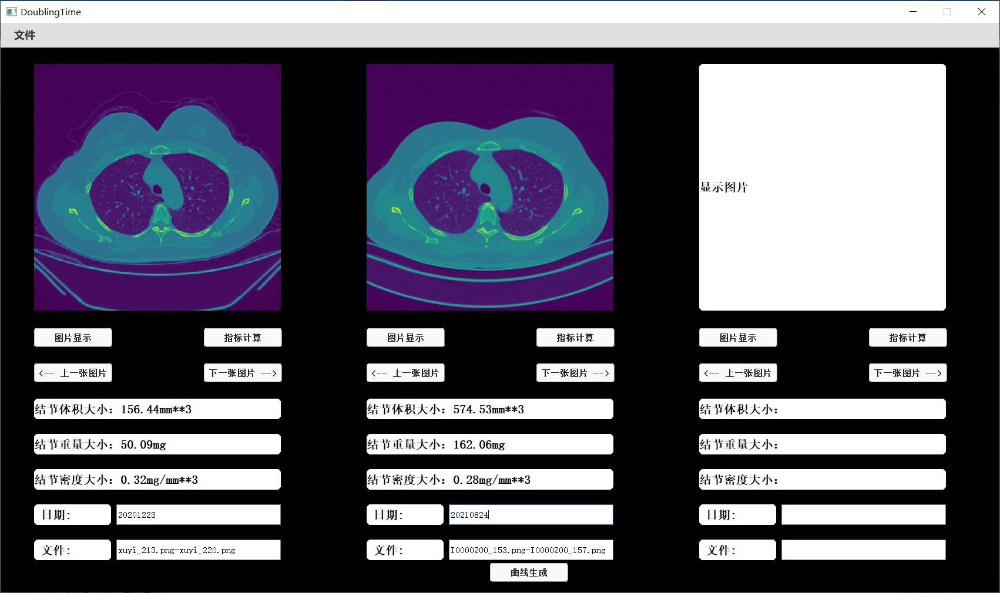 DoublingTime
文件
显示图片
图片显示 指标计算 图片显示 指标计算 图片显示 指标计算
<-- 上一张图片 下一张图片 --> <-- 上一张图片 下一张图片 --> <-- 上一张图片 下一张图片 -->
结节体积大小：156.44mm**3 结节体积大小：574.53mm**3 结节体积大小：
结节重量大小：50.09mg 结节重量大小：162.06mg 结节重量大小：
结节密度大小：0.32mg/mm**3 结节密度大小：0.28mg/mm**3 结节密度大小：
日期: 20201223 日期: 20210824 日期:
文件: xuyi_213.png-xuyi_220.png 文件: I0000200_153.png-I0000200_157.png 文件:
曲线生成